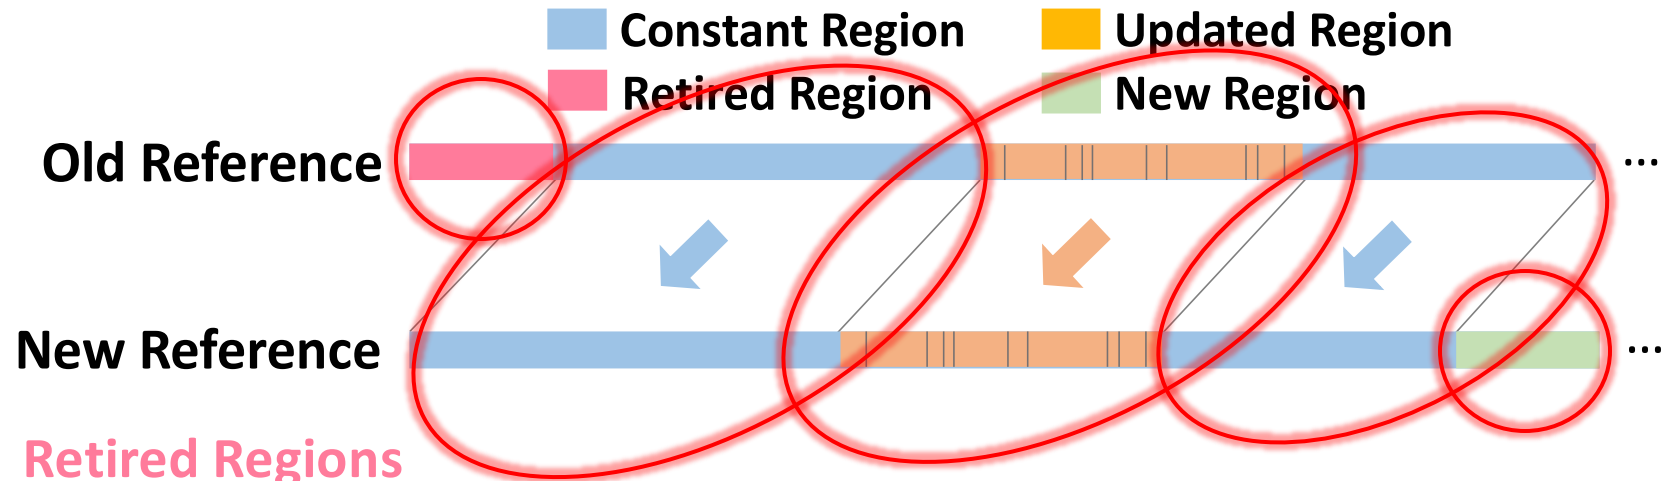 Constant Region
Updated Region
Retired Region
New Region
Old Reference
...
New Reference
...
Retired Regions